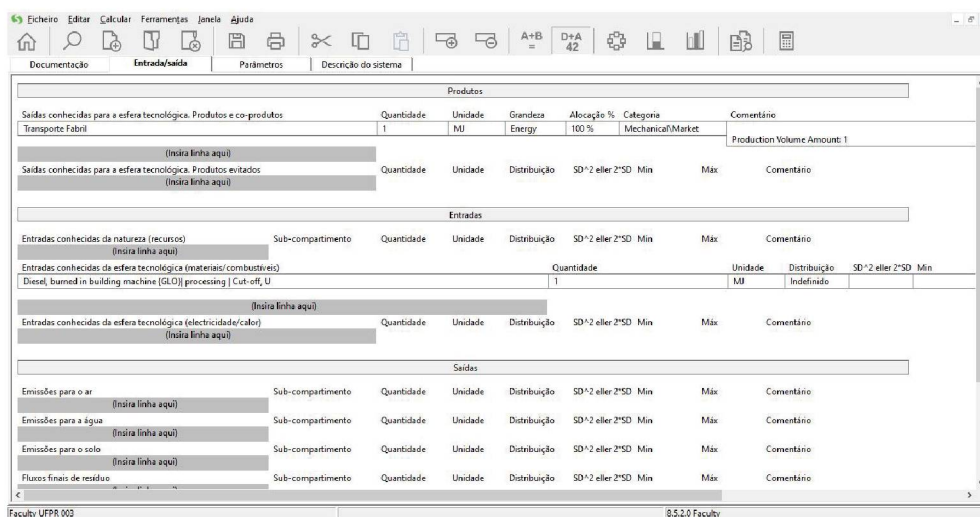 Ficheiro Editar Calcular Ferramentas Janela Ajuda
A+B =
D+A 42
Documentação Entrada/saída Parâmetros Descrição do sistema
Produtos
Saídas conhecidas para a esfera tecnológica. Produtos e co-produtos Quantidade Unidade Grandeza Alocação % Categoria Comentário
Transporte Fabril 1 MJ Energy 100 % Mechanical\Market
Production Volume Amount: 1
(Insira linha aqui)
Saídas conhecidas para a esfera tecnológica. Produtos evitados Quantidade Unidade Distribuição SD^2 eller 2*SD Min Máx Comentário
(Insira linha aqui)
Entradas
Entradas conhecidas da natureza (recursos) Sub-compartimento Quantidade Unidade Distribuição SD^2 eller 2*SD Min Máx Comentário
(Insira linha aqui)
Entradas conhecidas da esfera tecnológica (materiais/combustíveis) Quantidade Unidade Distribuição SD^2 eller 2*SD Min
Diesel, burned in building machine {GLO}| processing | Cut-off, U 1 MJ Indefinido
(Insira linha aqui)
Entradas conhecidas da esfera tecnológica (electricidade/calor) Quantidade Unidade Distribuição SD^2 eller 2*SD Min Máx Comentário
(Insira linha aqui)
Saídas
Emissões para o ar Sub-compartimento Quantidade Unidade Distribuição SD^2 eller 2*SD Min Máx Comentário
(Insira linha aqui)
Emissões para a água Sub-compartimento Quantidade Unidade Distribuição SD^2 eller 2*SD Min Máx Comentário
(Insira linha aqui)
Emissões para o solo Sub-compartimento Quantidade Unidade Distribuição SD^2 eller 2*SD Min Máx Comentário
(Insira linha aqui)
Fluxos finais de resíduo Sub-compartimento Quantidade Unidade Distribuição SD^2 eller 2*SD Min Máx Comentário
Faculty UFPR 003 8.5.2.0 Faculty